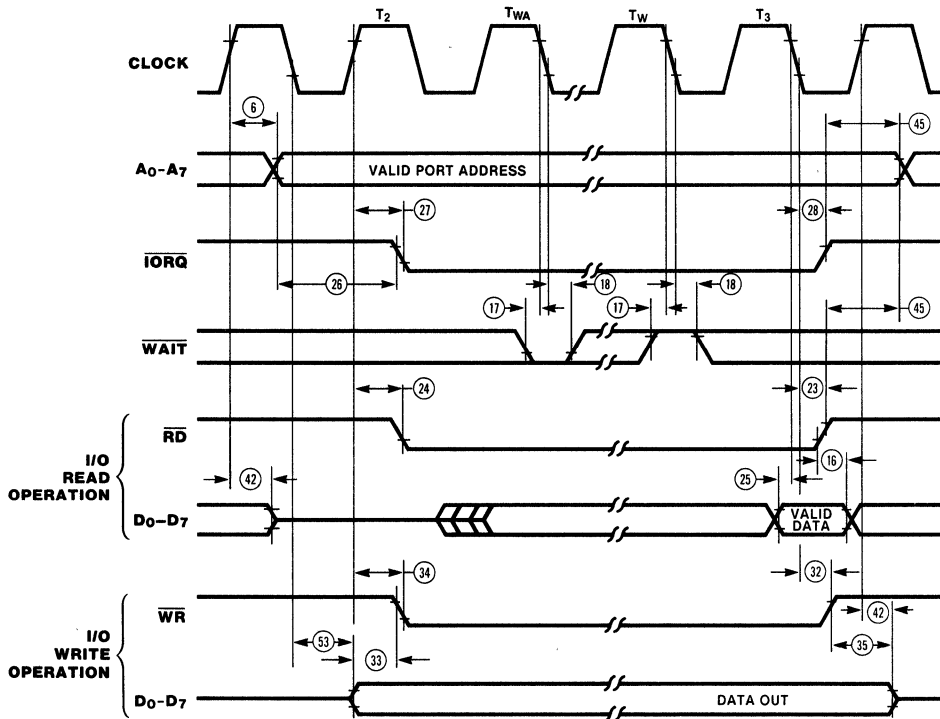 T2 TWA TW T3
CLOCK
6 45
A0-A7 VALID PORT ADDRESS
27 28
IORQ
26 18 18
17 17 45
WAIT
24 23
RD
I/O
READ
OPERATION
16
42 25
D0-D7 VALID
DATA
34 32
WR
42
I/O
WRITE
OPERATION
53 35
33
D0-D7 DATA OUT